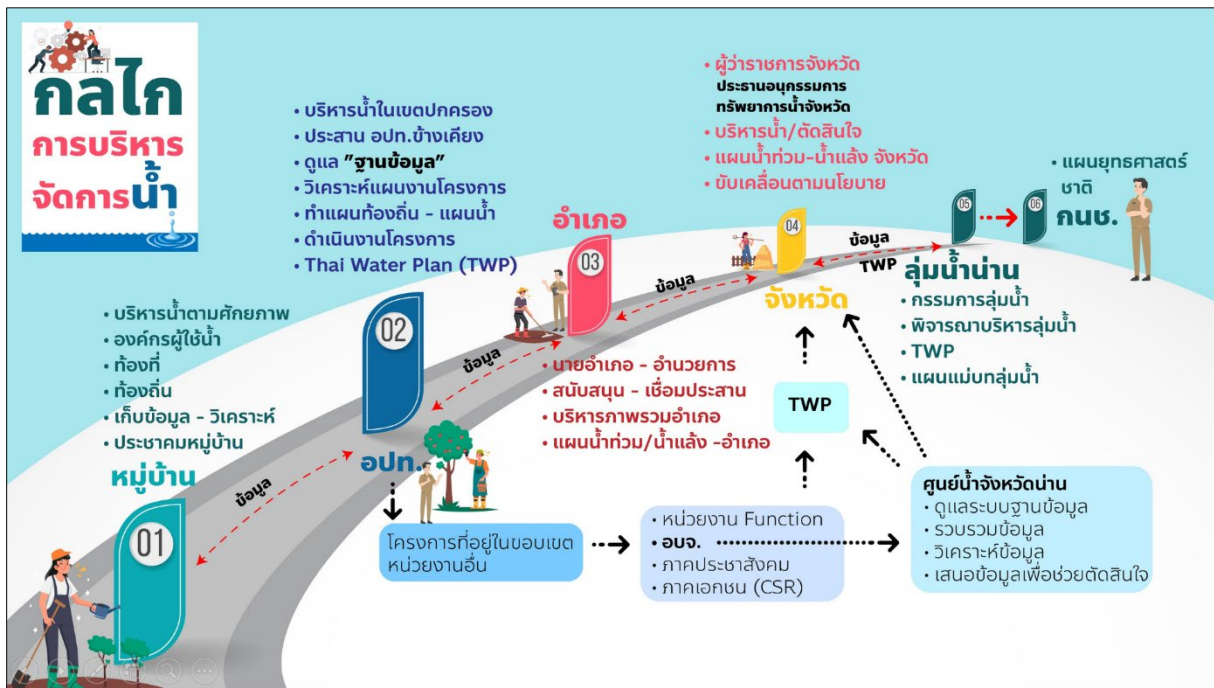 กลไก
การบริหาร
จัดการน้ำ
• บริหารน้ำตามศักยภาพ
• องค์กรผู้ใช้น้ำ
• ท้องที่
• ท้องถิ่น
• เก็บข้อมูล - วิเคราะห์
• ประชาคมหมู่บ้าน
หมู่บ้าน
01
ข้อมูล
• บริหารน้ำในเขตปกครอง
• ประสาน อปท.ข้างเคียง
• ดูแล ”ฐานข้อมูล”
• วิเคราะห์แผนงานโครงการ
• ทำแผนท้องถิ่น - แผนน้ำ
• ดำเนินงานโครงการ
• Thai Water Plan (TWP)
02
อปท.
ข้อมูล
อำเภอ
03
• นายอำเภอ - อำนวยการ
• สนับสนุน - เชื่อมประสาน
• บริหารภาพรวมอำเภอ
• แผนน้ำท่วม/น้ำแล้ง -อำเภอ
ข้อมูล
• ผู้ว่าราชการจังหวัด
ประธานอนุกรรมการ
ทรัพยาการน้ำจังหวัด
• บริหารน้ำ/ตัดสินใจ
• แผนน้ำท่วม-น้ำแล้ง จังหวัด
• ขับเคลื่อนตามนโยบาย
04
จังหวัด
ข้อมูล
TWP
05
ลุ่มน้ำน่าน
• กรรมการลุ่มน้ำ
• พิจารณาบริหารลุ่มน้ำ
• TWP
• แผนแม่บทลุ่มน้ำ
• แผนยุทธศาสตร์
ชาติ
06
กนช.
โครงการที่อยู่ในขอบเขต
หน่วยงานอื่น
• หน่วยงาน Function
• อบจ.
• ภาคประชาสังคม
• ภาคเอกชน (CSR)
TWP
ศูนย์น้ำจังหวัดน่าน
• ดูแลระบบฐานข้อมูล
• รวบรวมข้อมูล
• วิเคราะห์ข้อมูล
• เสนอข้อมูลเพื่อช่วยตัดสินใจ